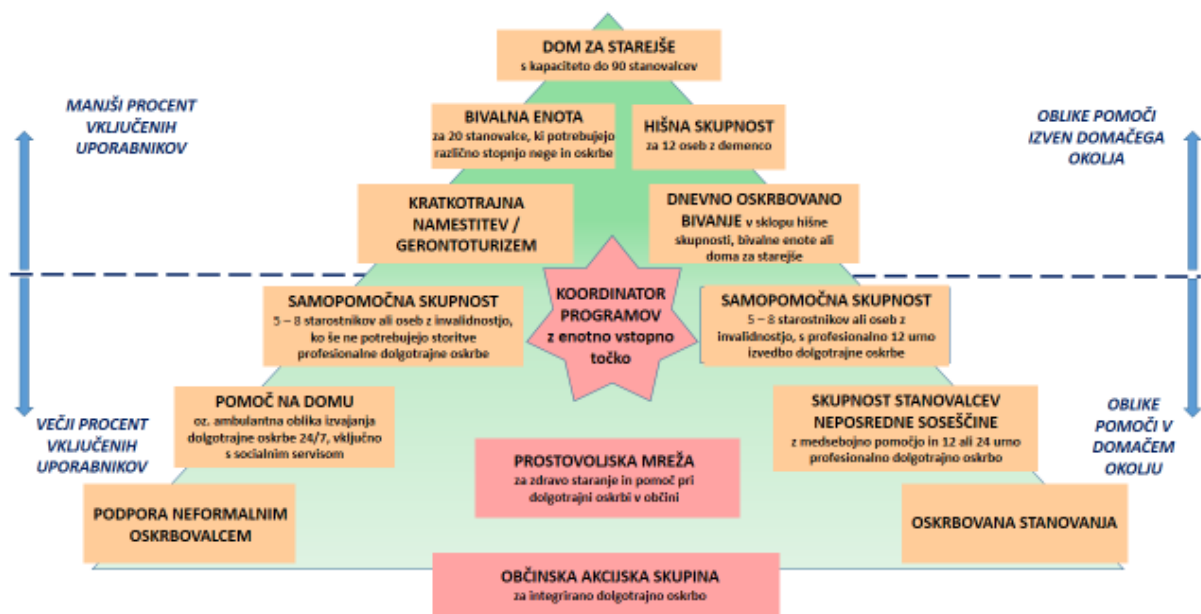 DOM ZA STAREJŠE
s kapaciteto do 90 stanovalcev
MANJŠI PROCENT
VKLJUČENIH
UPORABNIKOV
BIVALNA ENOTA
za 20 stanovalce, ki potrebujejo
različno stopnjo nege in oskrbe
HIŠNA SKUPNOST
za 12 oseb z demenco
OBLIKE POMOČI
IZVEN DOMAČEGA
OKOLJA
KRATKOTRAJNA
NAMESTITEV /
GERONTOTURIZEM
DNEVNO OSKRBOVANO
BIVANJE v sklopu hišne
skupnosti, bivalne enote ali
doma za starejše
SAMOPOMOČNA SKUPNOST
5 – 8 starostnikov ali oseb z invalidnostjo,
ko še ne potrebujejo storitve
profesionalne dolgotrajne oskrbe
KOORDINATOR
PROGRAMOV
z enotno vstopno
točko
SAMOPOMOČNA SKUPNOST
5 – 8 starostnikov ali oseb z
invalidnostjo, s profesionalno 12 urno
izvedbo dolgotrajne oskrbe
VEČJI PROCENT
VKLJUČENIH
UPORABNIKOV
POMOČ NA DOMU
oz. ambulantna oblika izvajanja
dolgotrajne oskrbe 24/7, vključno
s socialnim servisom
SKUPNOST STANOVALCEV
NEPOSREDNE SOSEŠČINE
z medsebojno pomočjo in 12 ali 24 urno
profesionalno dolgotrajno oskrbo
OBLIKE
POMOČI V
DOMAČEM
OKOLJU
PROSTOVOLJSKA MREŽA
za zdravo staranje in pomoč pri
dolgotrajni oskrbi v občini
PODPORA NEFORMALNIM
OSKRBOVALCEM
OSKRBOVANA STANOVANJA
OBČINSKA AKCIJSKA SKUPINA
za integrirano dolgotrajno oskrbo